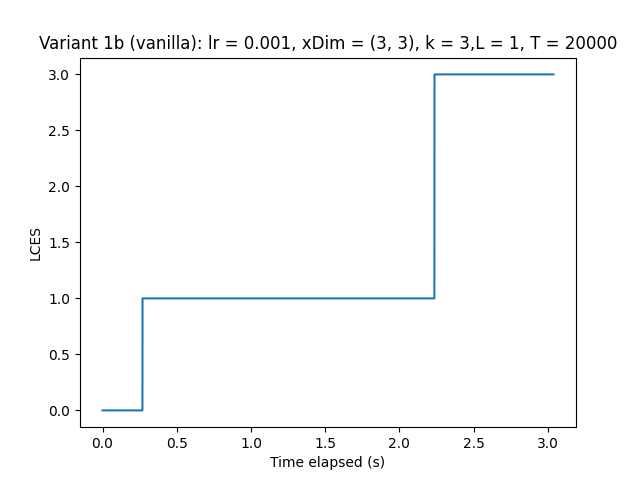 Variant 1b (vanilla): lr = 0.001, xDim = (3, 3), k = 3,L = 1, T = 20000
3.0
2.5
2.0
1.5
1.0
0.5
0.0
LCES
0.0 0.5 1.0 1.5 2.0 2.5 3.0
Time elapsed (s)